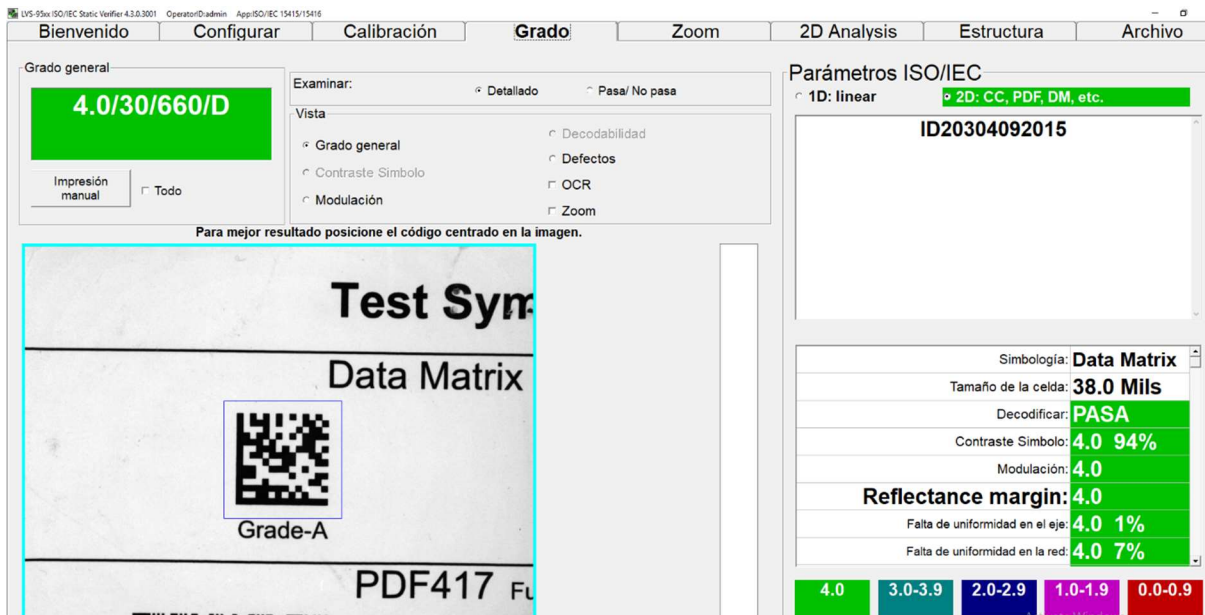 LVS-95xx ISO/IEC Static Verifier 4.3.0.3001 OperatorID:admin App:ISO/IEC 15415/15416
Bienvenido Configurar Calibración Grado Zoom 2D Analysis Estructura Archivo
Grado general
4.0/30/660/D
Impresión manual
Todo
Examinar:
Detallado
Pasa/ No pasa
Vista
Grado general
Contraste Simbolo
Modulación
Decodabilidad
Defectos
OCR
Zoom
Para mejor resultado posicione el código centrado en la imagen.
Test Sym
Data Matrix
Grade-A
PDF417
Parámetros ISO/IEC
1D: linear
2D: CC, PDF, DM, etc.
ID20304092015
Simbología: Data Matrix
Tamaño de la celda: 38.0 Mils
Decodificar: PASA
Contraste Simbolo: 4.0 94%
Modulación: 4.0
Reflectance margin: 4.0
Falta de uniformidad en el eje: 4.0 1%
Falta de uniformidad en la red: 4.0 7%
4.0 3.0-3.9 2.0-2.9 1.0-1.9 0.0-0.9